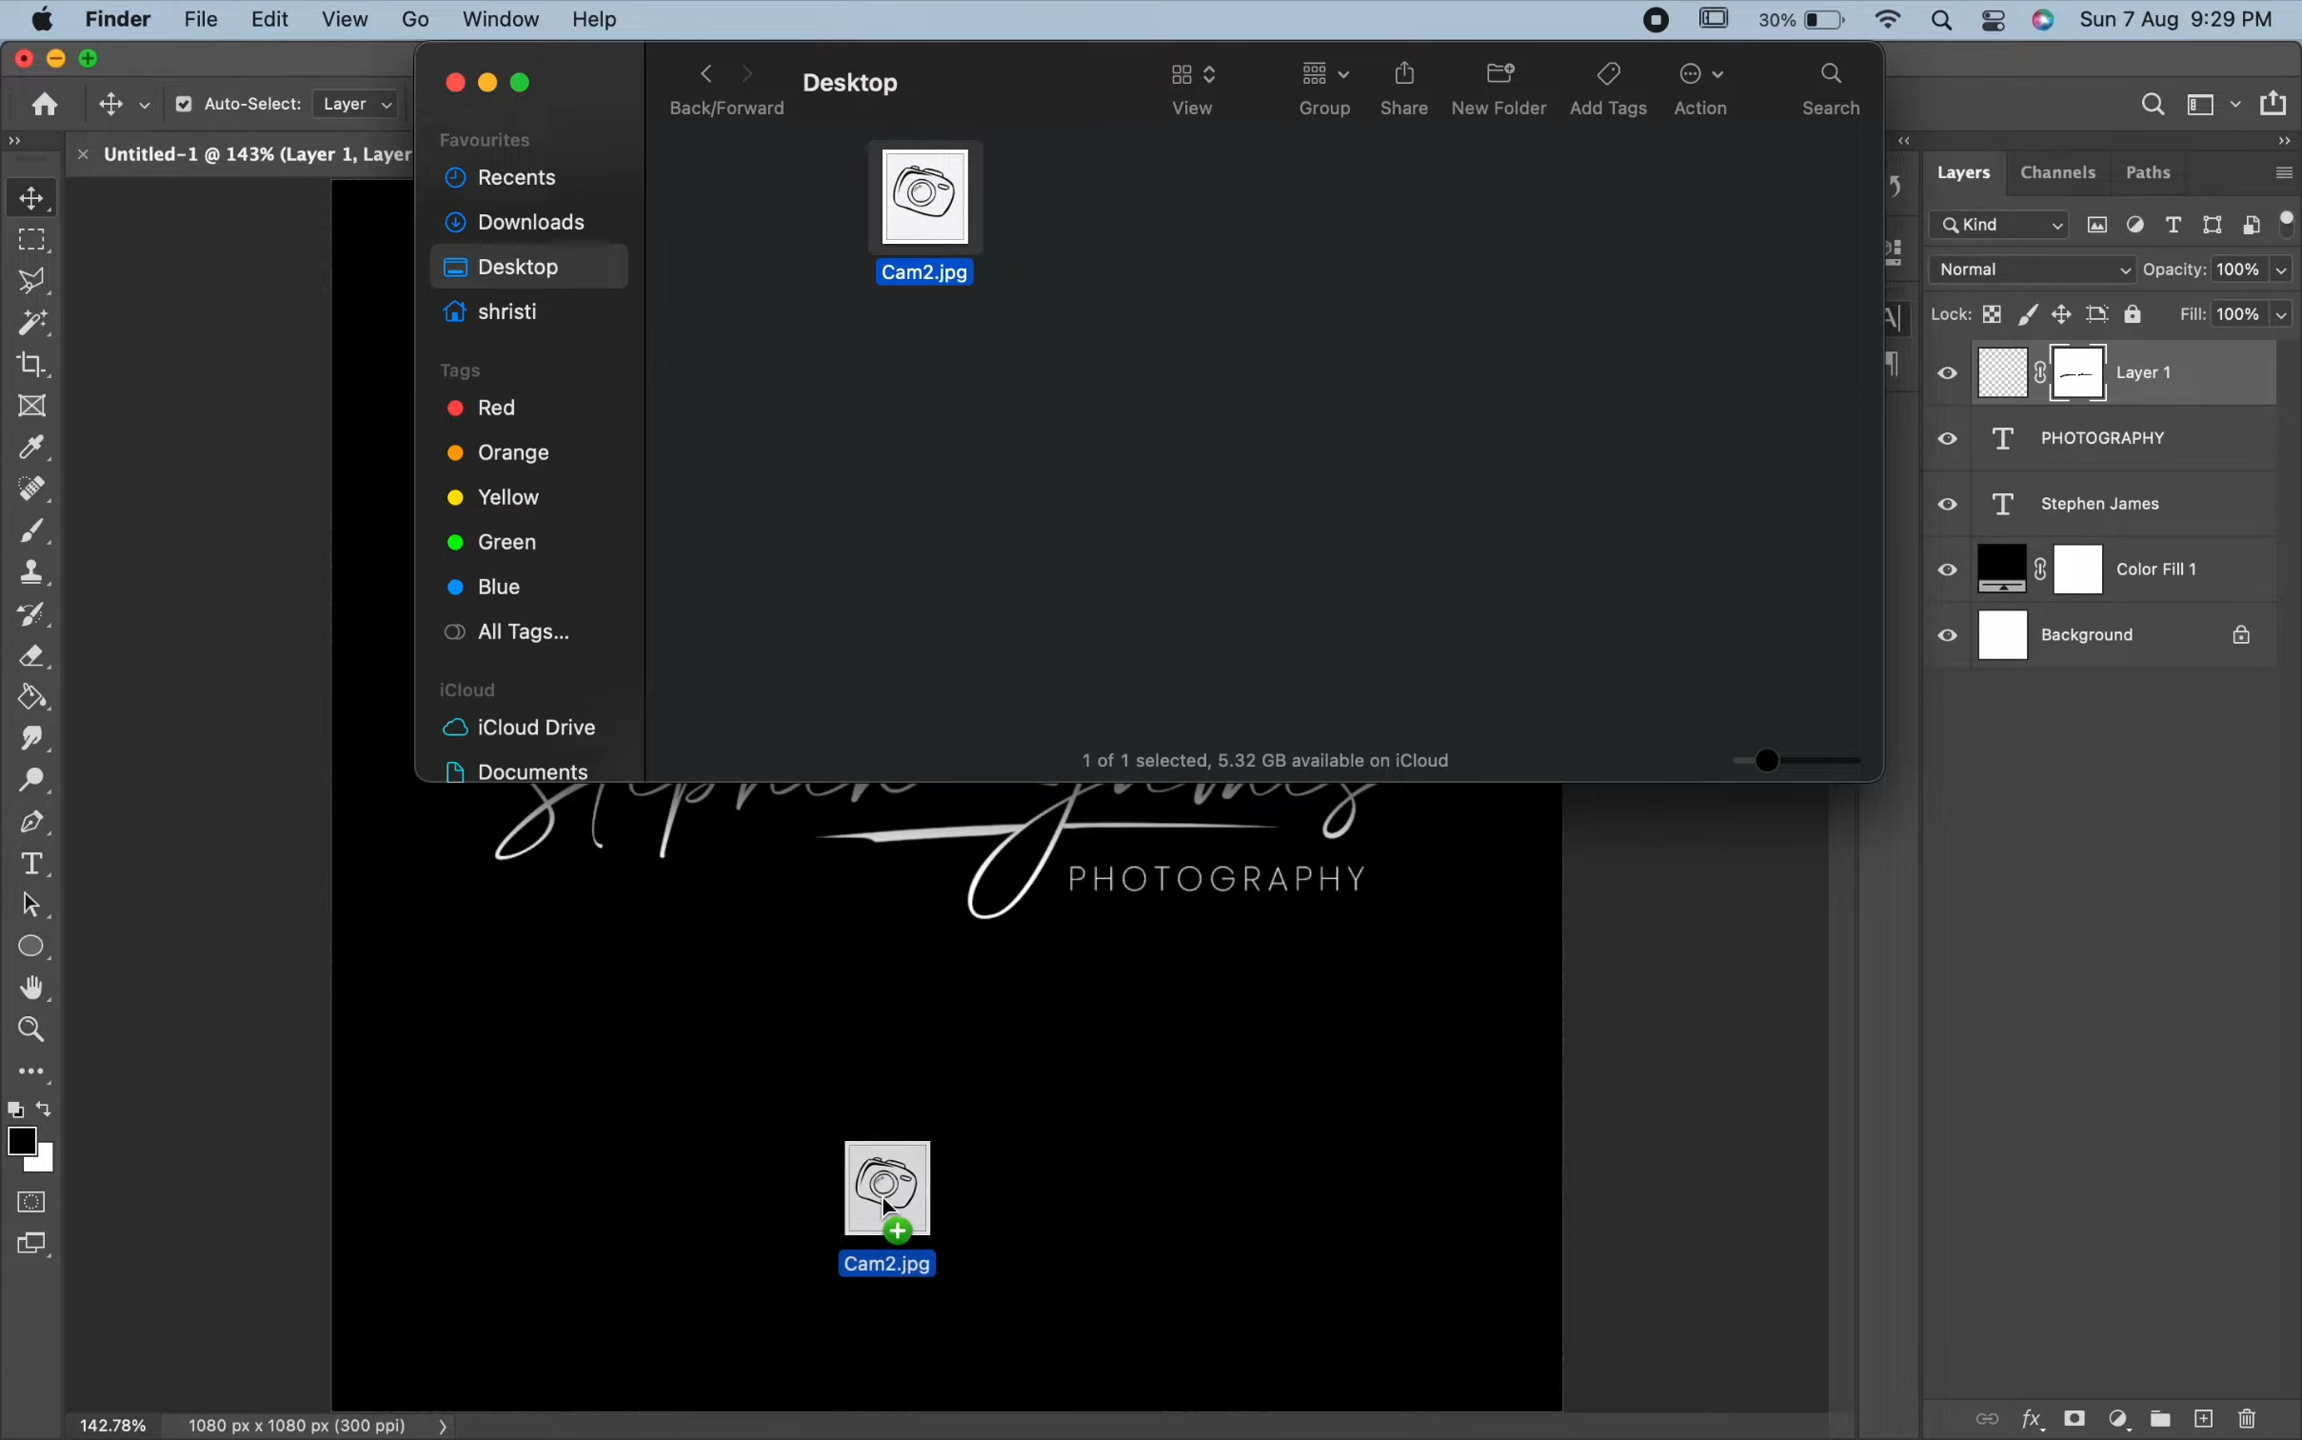 Finder File Edit View Go Window Help 30% Sun 7 Aug 9:29 PM
Auto-Select: Layer
Untitled-1 @ 143% (Layer 1, Layer
Back/Forward
Desktop
View
Group
Share
New Folder
Add Tags
Action
Search
Favourites
Recents
Downloads
Desktop
shristi
Tags
Red
Orange
Yellow
Green
Blue
All Tags...
iCloud
iCloud Drive
Documents
Cam2.jpg
1 of 1 selected, 5.32 GB available on iCloud
Stephen James
PHOTOGRAPHY
Cam2.jpg
Layers Channels Paths
Kind
Normal Opacity: 100%
Lock: Fill: 100%
Layer 1
T PHOTOGRAPHY
T Stephen James
Color Fill 1
Background
fx
142.78% 1080 px x 1080 px (300 ppi)